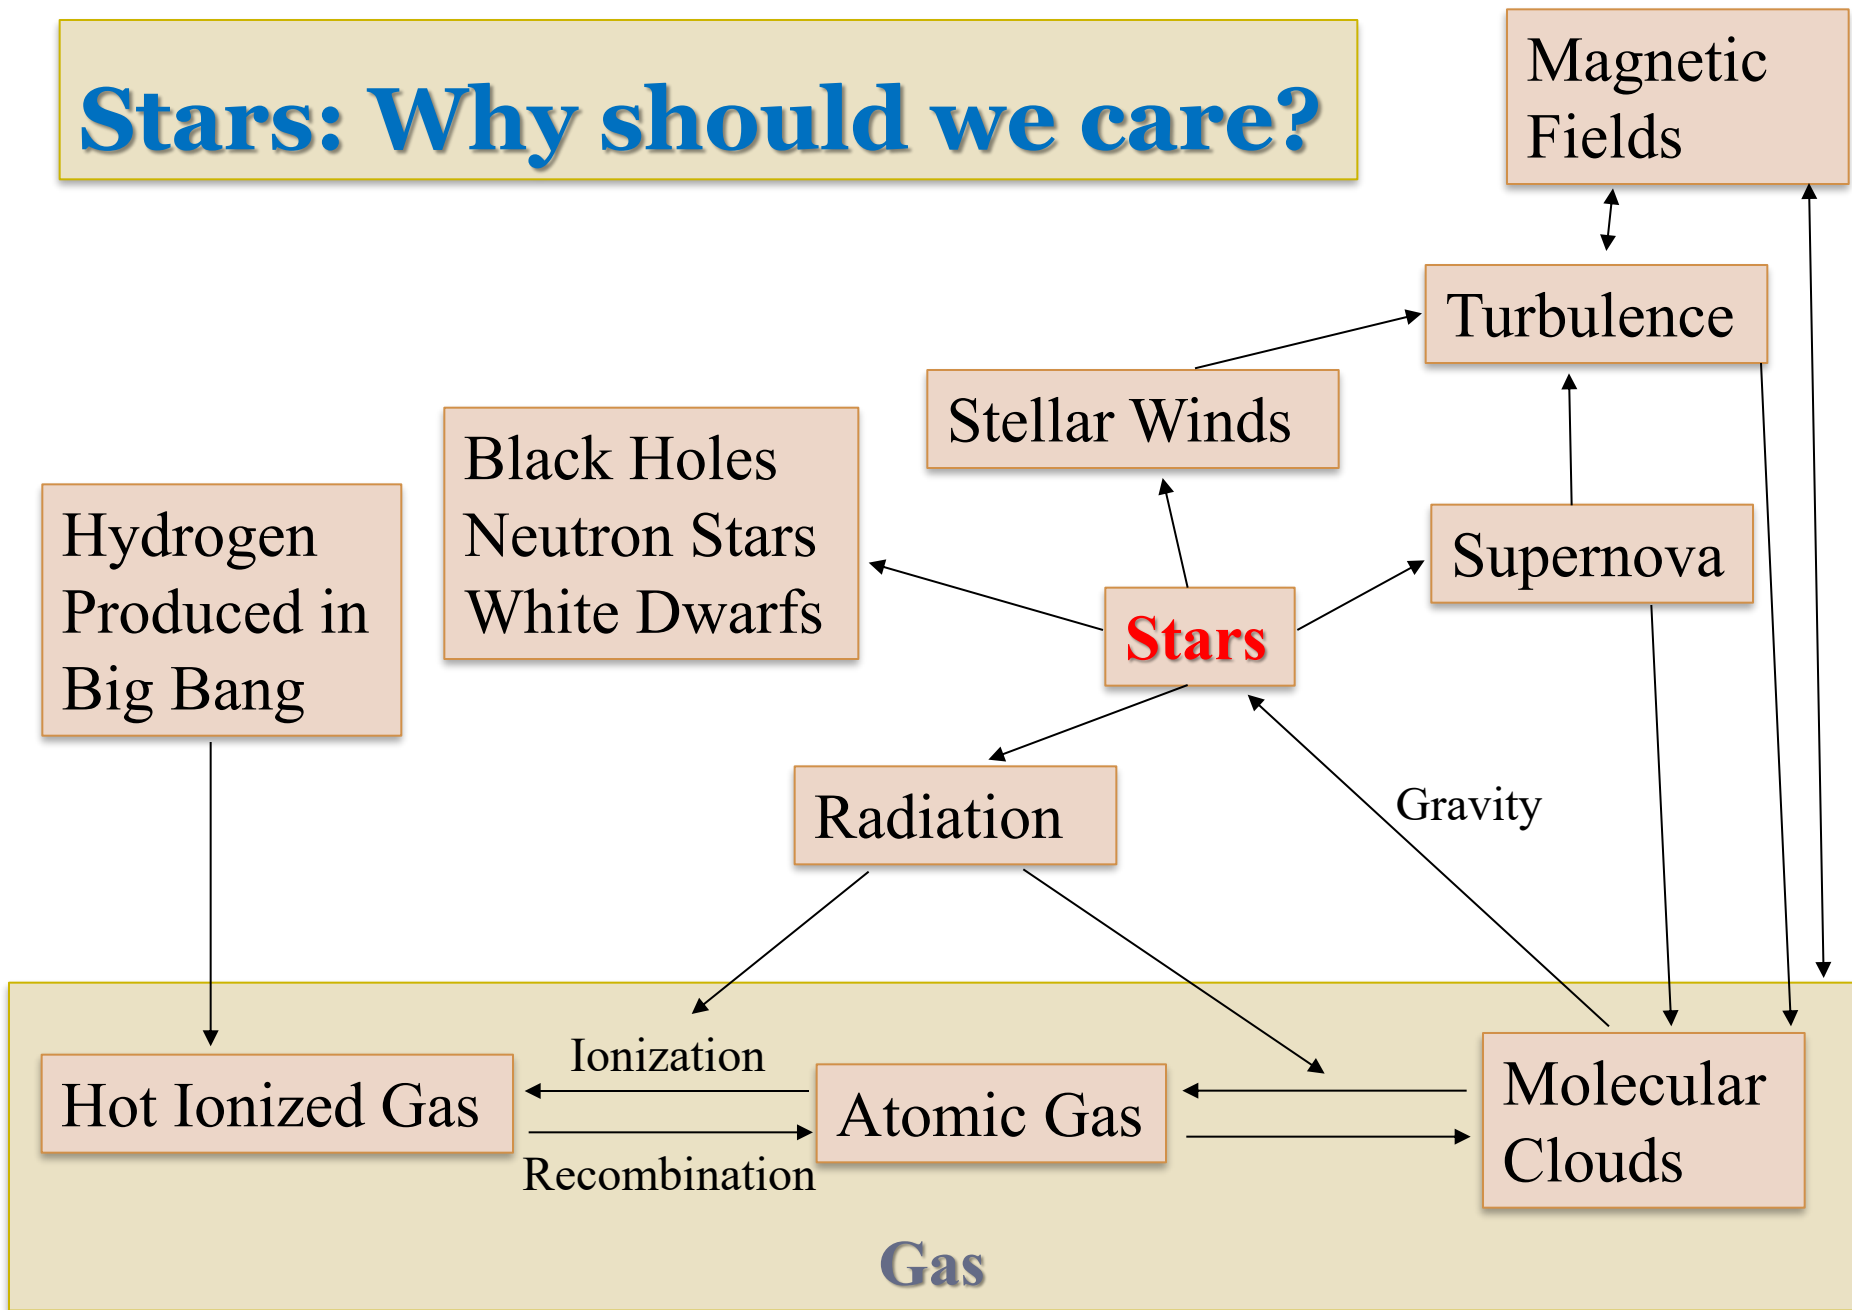 Stars: Why should we care?
Magnetic
Fields
Turbulence
Stellar Winds
Black Holes
Neutron Stars
White Dwarfs
Hydrogen
Produced in
Big Bang
Supernova
Stars
Radiation
Gravity
Ionization
Hot Ionized Gas
Atomic Gas
Molecular
Clouds
Recombination
Gas